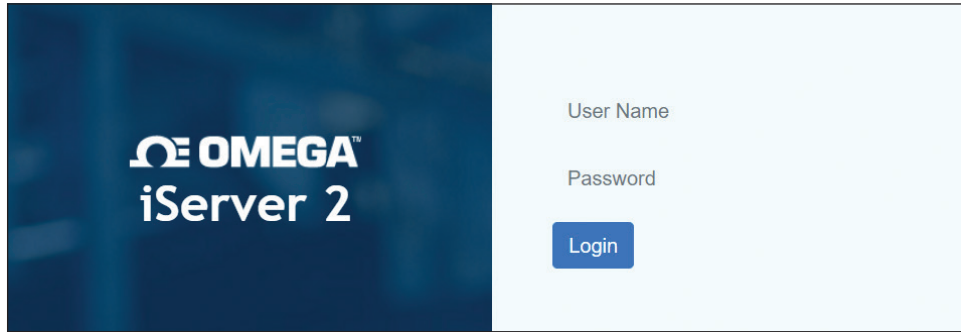 ΩE OMEGA™
iServer 2
User Name
Password
Login